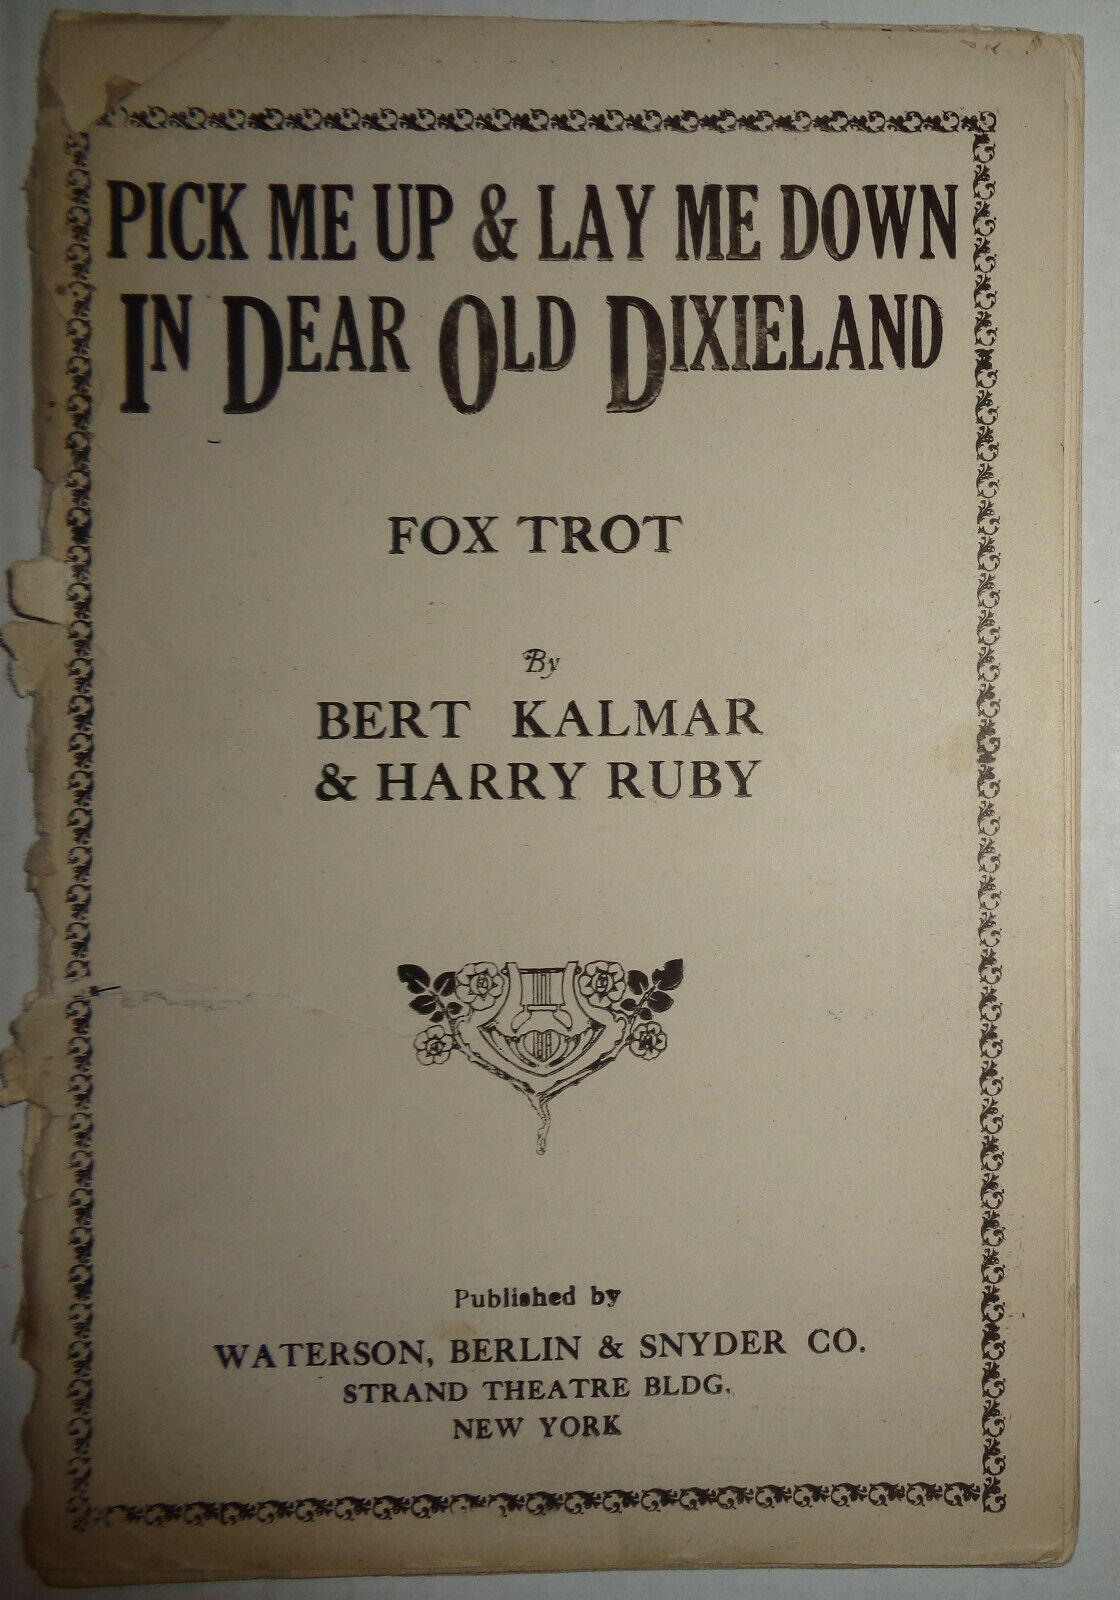 PICK ME UP & LAY ME DOWN
IN DEAR OLD DIXIELAND
FOX TROT
By
BERT KALMAR
& HARRY RUBY
Published by
WATERSON, BERLIN & SNYDER CO.
STRAND THEATRE BLDG.
NEW YORK